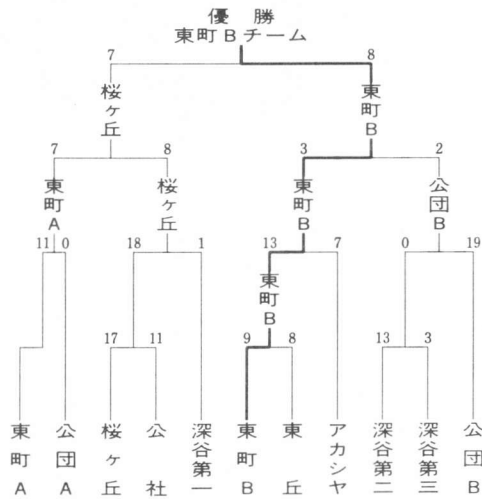 優 勝
東町Bチーム
7 8
桜ヶ丘 東町B
7 8 3 2
東町A 桜ヶ丘 東町B 公団B
11 0 18 1 13 7 0 19
東町B
17 11 9 8 13 3
東町A 公団A 桜ヶ丘 公社 深谷第一 東町B 東丘 アカシヤ 深谷第二 深谷第三 公団B